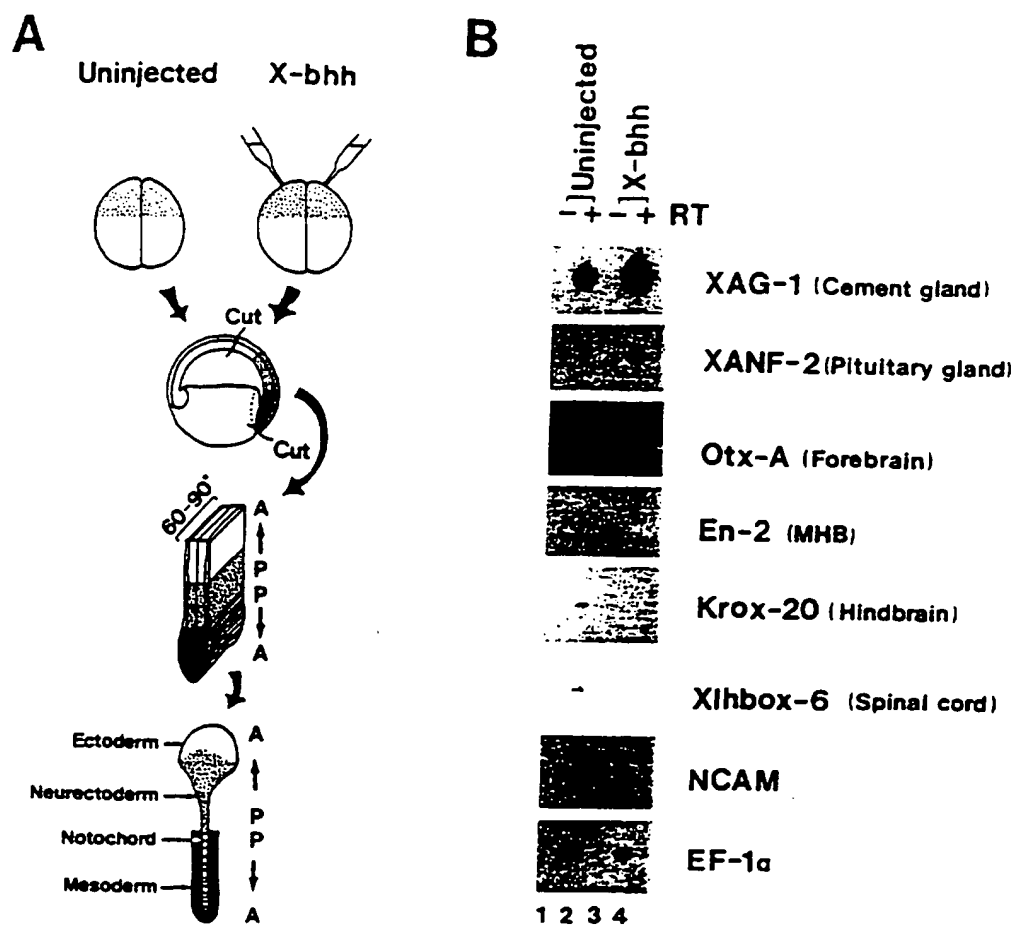 A
Uninjected X-bhh
Cut
Cut
60-90°
A
P
P
A
Ectoderm
Neurectoderm
Notochord
Mesoderm
A
P
P
A
B
Uninjected
X-bhh
- + - + RT
XAG-1 (Cement gland)
XANF-2 (Pituitary gland)
Otx-A (Forebrain)
En-2 (MHB)
Krox-20 (Hindbrain)
Xlhbox-6 (Spinal cord)
NCAM
EF-1α
1 2 3 4